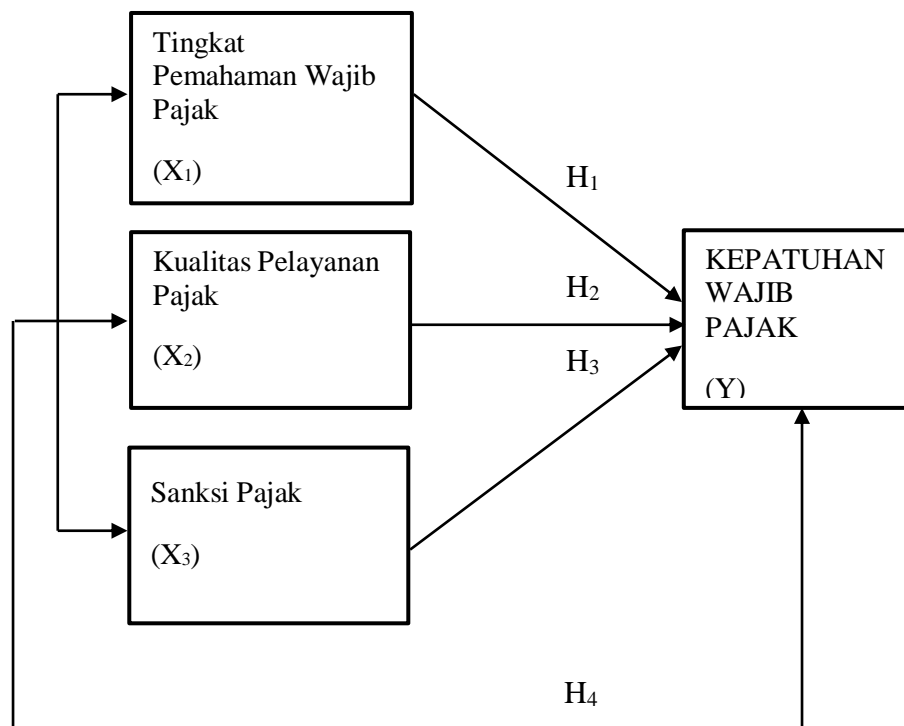 Tingkat
Pemahaman Wajib
Pajak
(X₁)
H₁
Kualitas Pelayanan
Pajak
(X₂)
H₂
H₃
KEPATUHAN
WAJIB
PAJAK
(Y)
Sanksi Pajak
(X₃)
H₄